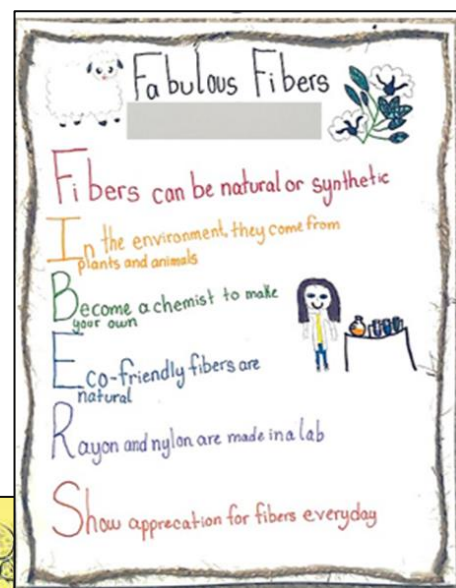 Fabulous Fibers
Fibers can be natural or synthetic
In the environment, they come from
plants and animals
Become a chemist to make
your own
Eco-friendly fibers are
natural
Rayon and nylon are made in a lab
Show apprecation for fibers everyday